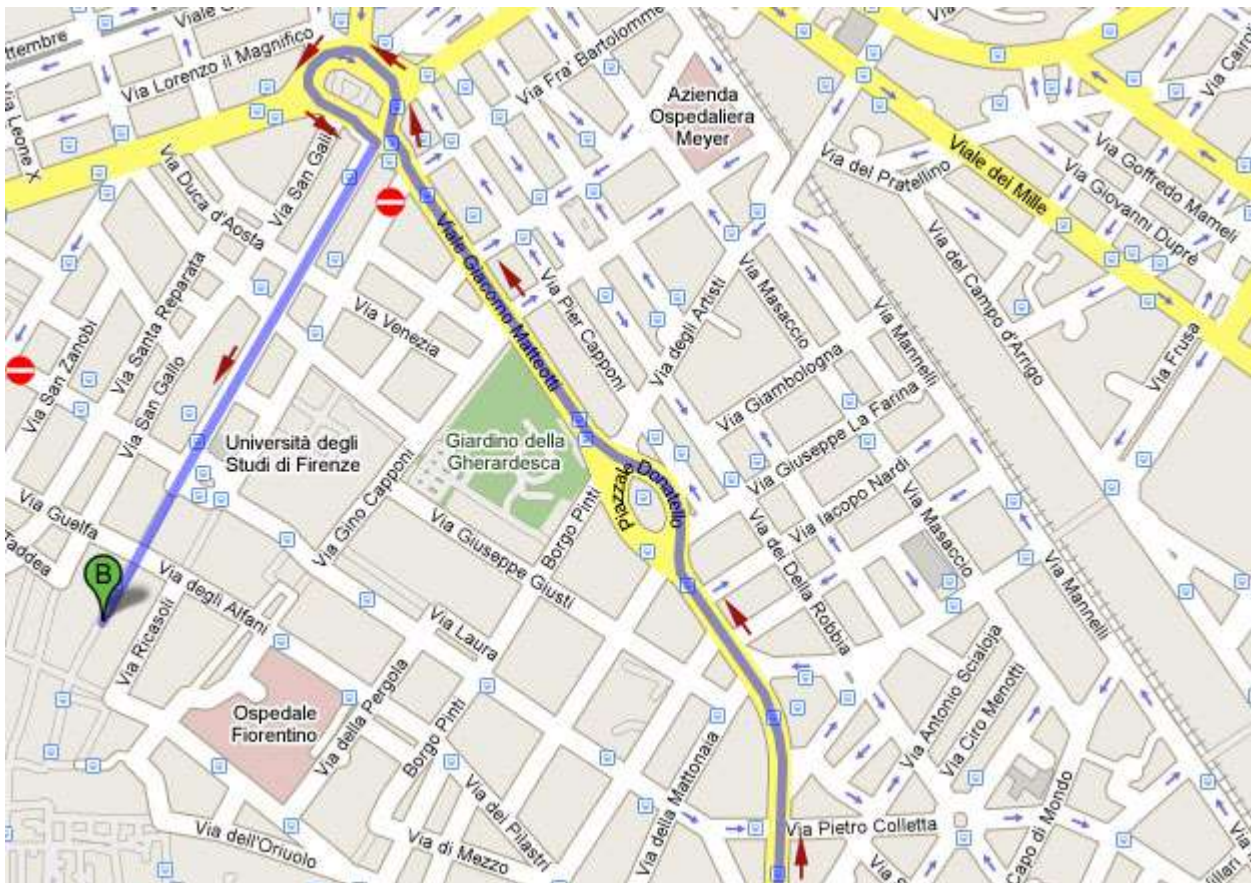 Viale
ttembre
Via Lorenzo il Magnifico
Via Fra' Bartolomme
Via Cairo
Via Leone X
Azienda
Ospedaliera
Meyer
Via San Gall
Via Duca d'Aosta
Via del Pratellino
Viale dei Mille
Via Goffredo Mameli
Via Giovanni Dupré
Viale Giacomo Matteotti
Via del Campo d'Arrigo
Via Santa Reparata
Via Venezia
Via Pier Capponi
Via degli Artisti
Via Masaccio
Via Mannelli
Via Frusa
Via San Zanobi
Via San Gallo
Via Giambologna
Via Giuseppe La Farina
Università degli
Studi di Firenze
Giardino della
Gherardesca
Via Gino Capponi
Piazzale Donatello
Via Iacopo Nardi
Via Guelfa
Taddea
Borgo Pinti
Via Giuseppe Giusti
Via dei Della Robbia
Via Masaccio
Via Mannelli
B
Via degli Alfani
Via Ricasoli
Via Laura
Via Antonio Scialoia
Via Ciro Menotti
Ospedale
Fiorentino
Via della Pergola
Borgo Pinti
Via della Mattonaia
Via dei Pilastri
Via dell'Oriuolo
Via di Mezzo
Via Pietro Colletta
Capo di Mondo
Via S
Villari